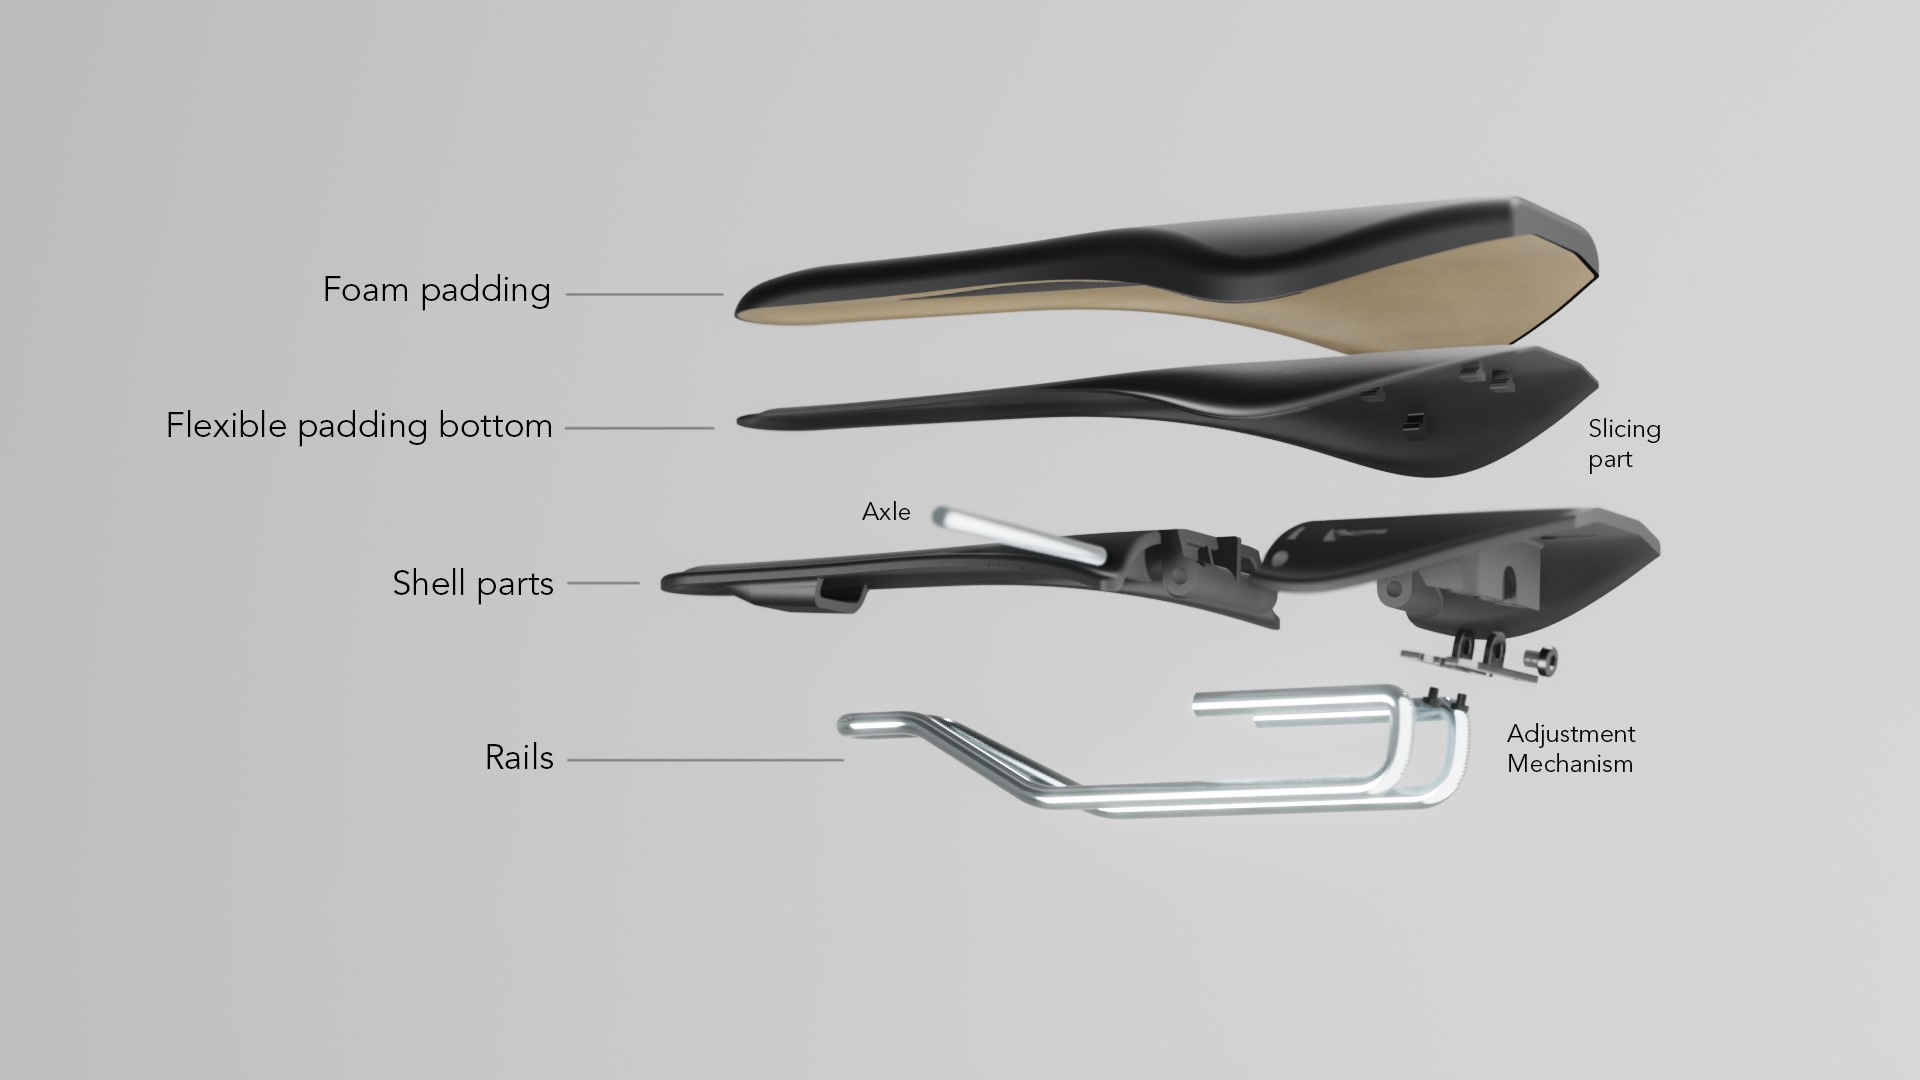 Foam padding
Flexible padding bottom
Slicing
part
Axle
Shell parts
Rails
Adjustment
Mechanism